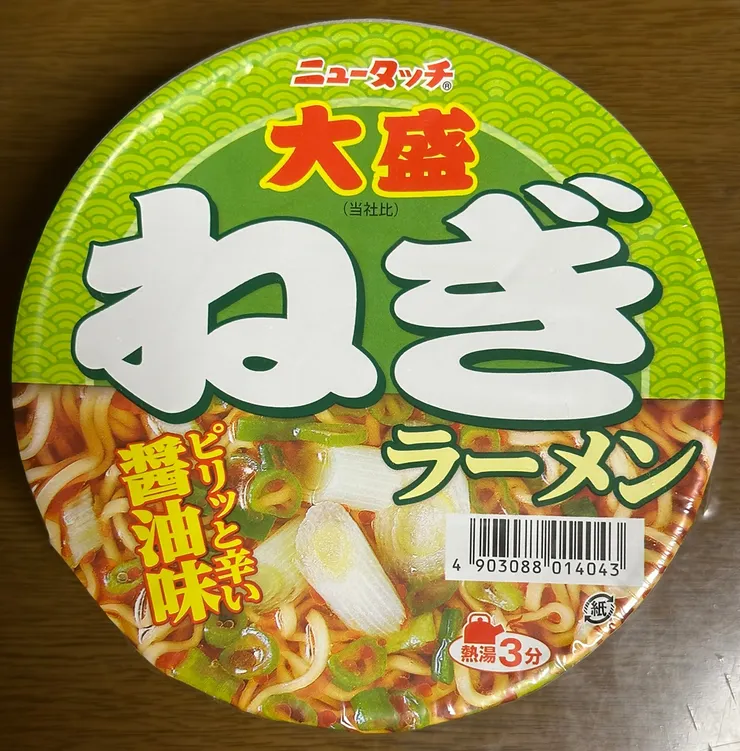 ニュータッチ®
大盛
(当社比)
ねぎ
ラーメン
ピリッと辛い
醤油味
4 903088 014043
紙
熱湯3分